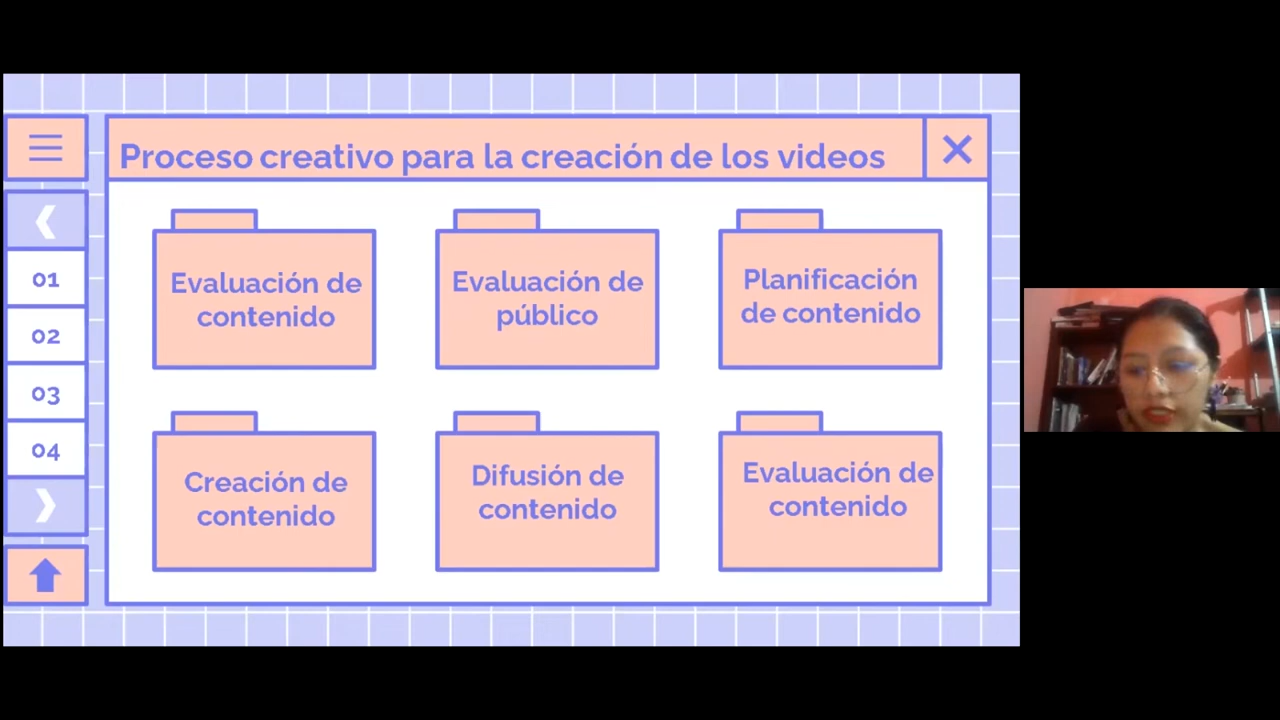 Proceso creativo para la creación de los videos
01
02
03
04
Evaluación de
contenido
Evaluación de
público
Planificación
de contenido
Creación de
contenido
Difusión de
contenido
Evaluación de
contenido